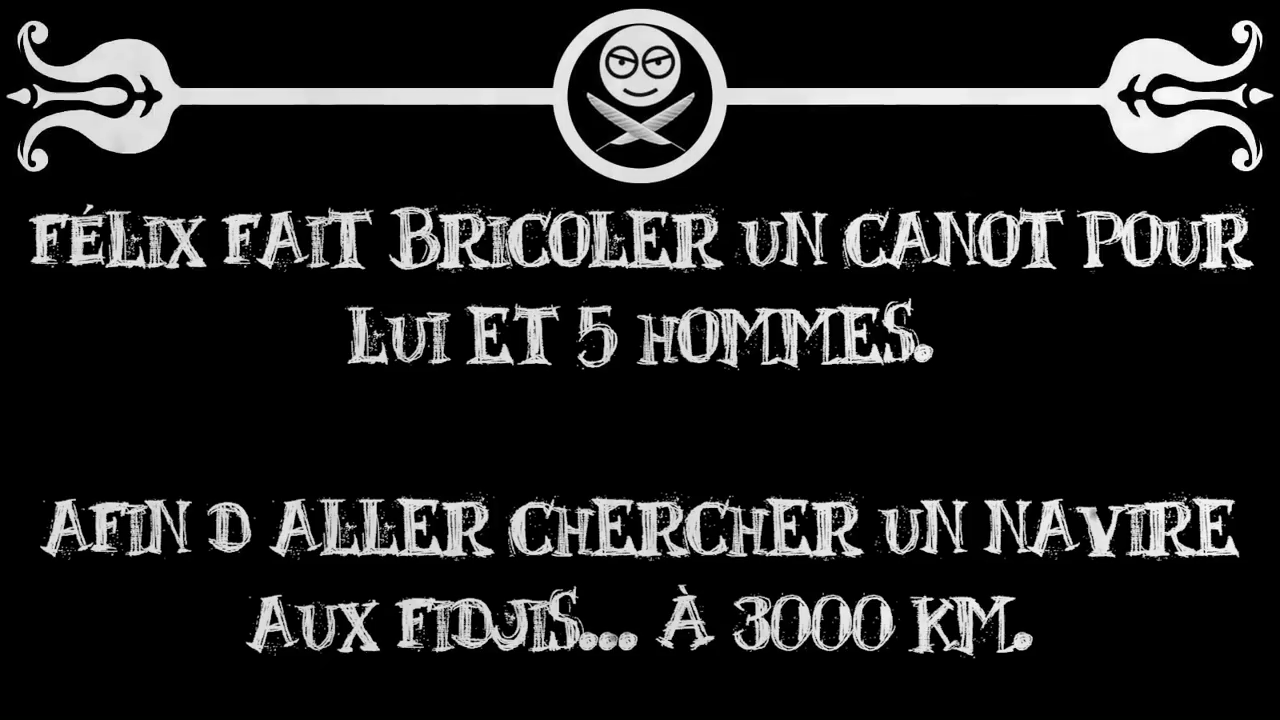 FÉLIX FAIT BRICOLER UN CANOT POUR
LUI ET 5 HOMMES.
AFIN D ALLER CHERCHER UN NAVIRE
AUX FIDJIS... À 3000 KM.